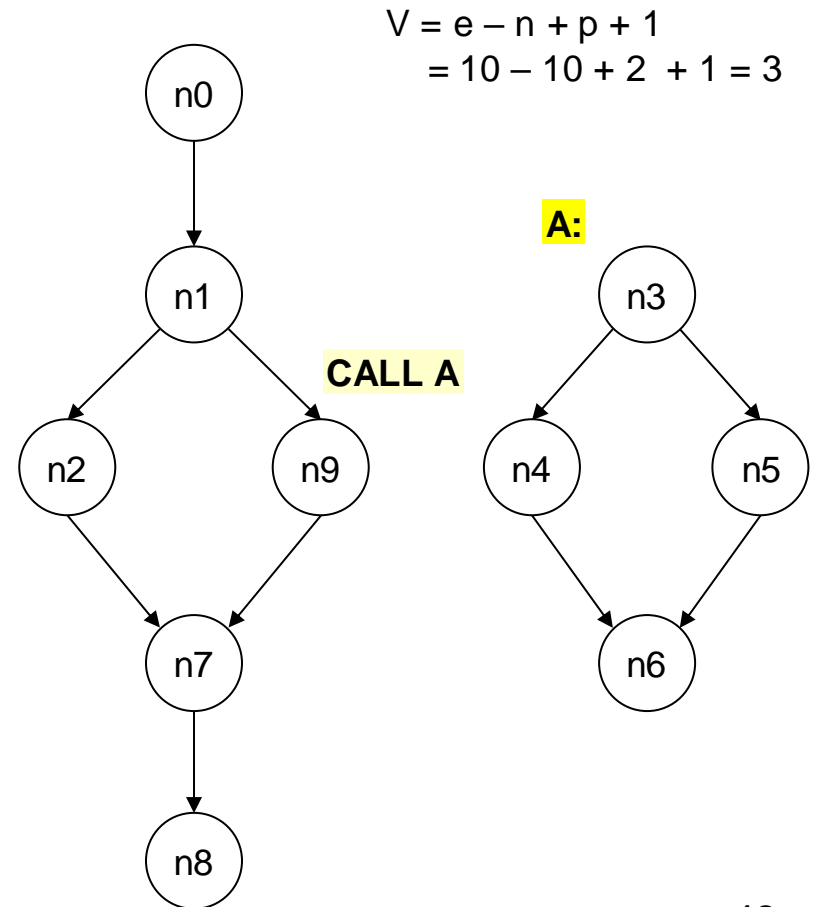 V = e – n + p + 1
= 10 – 10 + 2 + 1 = 3
n0
A:
n1
n3
CALL A
n2
n9
n4
n5
n7
n6
n8